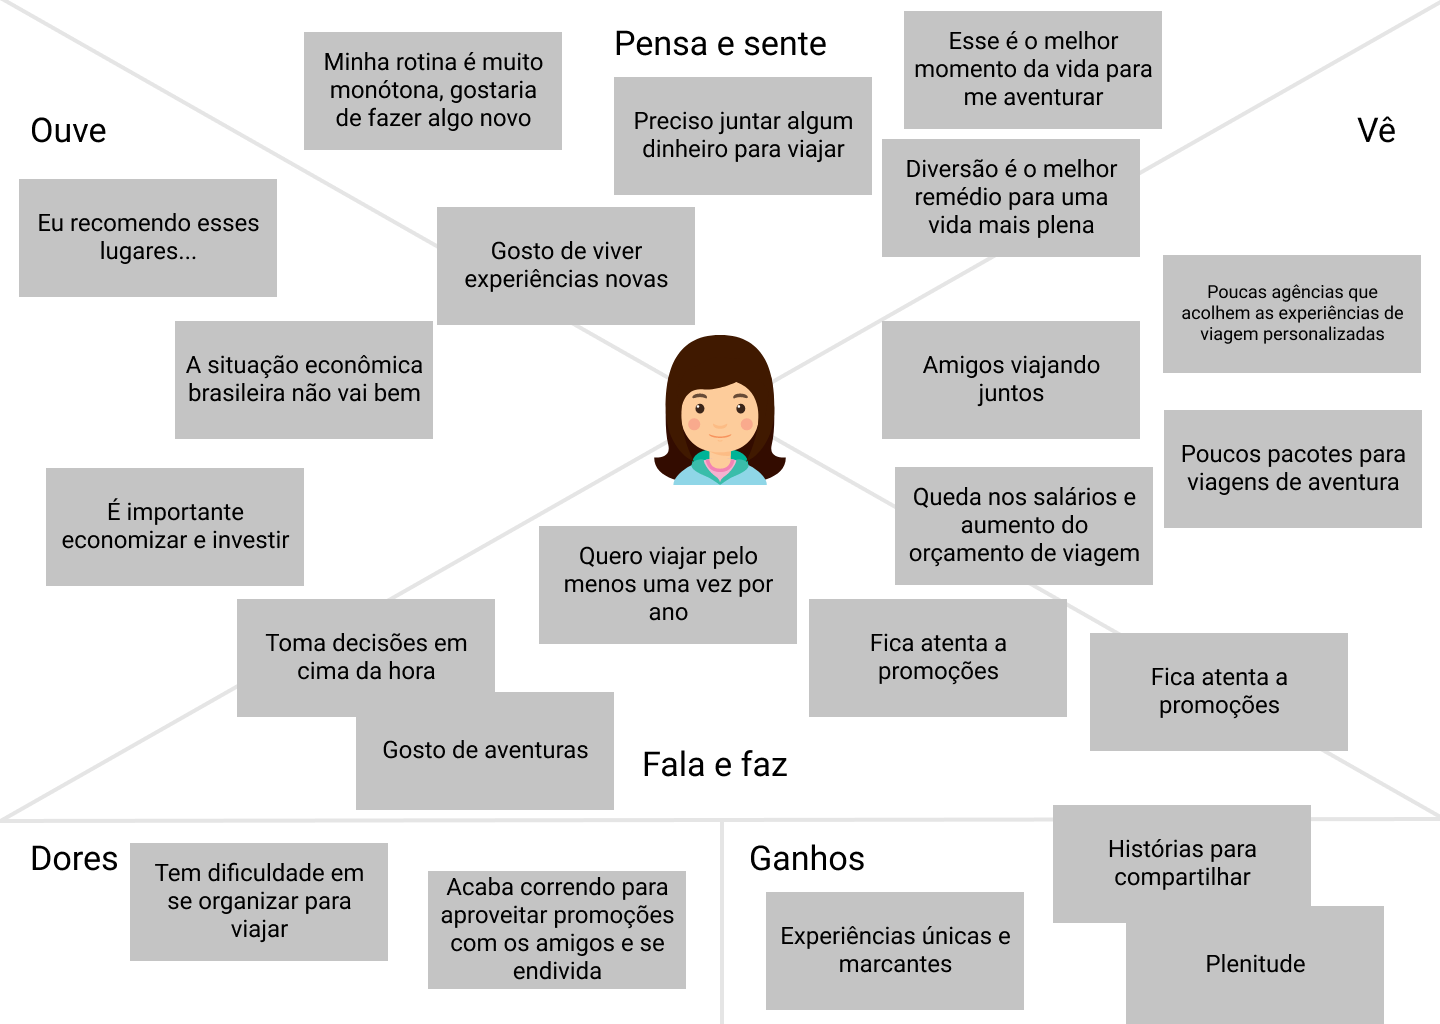 Pensa e sente
Minha rotina é muito
monótona, gostaria
de fazer algo novo
Preciso juntar algum
dinheiro para viajar
Esse é o melhor
momento da vida para
me aventurar
Diversão é o melhor
remédio para uma
vida mais plena
Gosto de viver
experiências novas
Ouve
Eu recomendo esses
lugares...
A situação econômica
brasileira não vai bem
É importante
economizar e investir
Vê
Poucas agências que
acolhem as experiências de
viagem personalizadas
Amigos viajando
juntos
Poucos pacotes para
viagens de aventura
Queda nos salários e
aumento do
orçamento de viagem
Quero viajar pelo
menos uma vez por
ano
Toma decisões em
cima da hora
Fica atenta a
promoções
Fica atenta a
promoções
Gosto de aventuras
Fala e faz
Dores
Tem dificuldade em
se organizar para
viajar
Acaba correndo para
aproveitar promoções
com os amigos e se
endivida
Ganhos
Histórias para
compartilhar
Experiências únicas e
marcantes
Plenitude